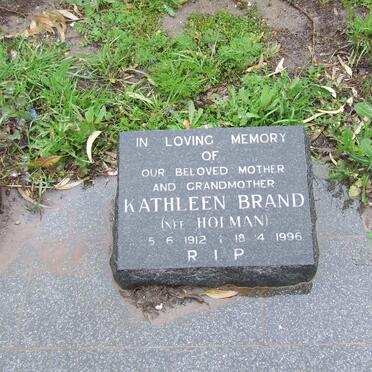 IN LOVING MEMORY
OF
OUR BELOVED MOTHER
AND GRANDMOTHER
KATHLEEN BRAND
(NEE HOLMAN)
5 6 1912 : 18 4 1996
R I P